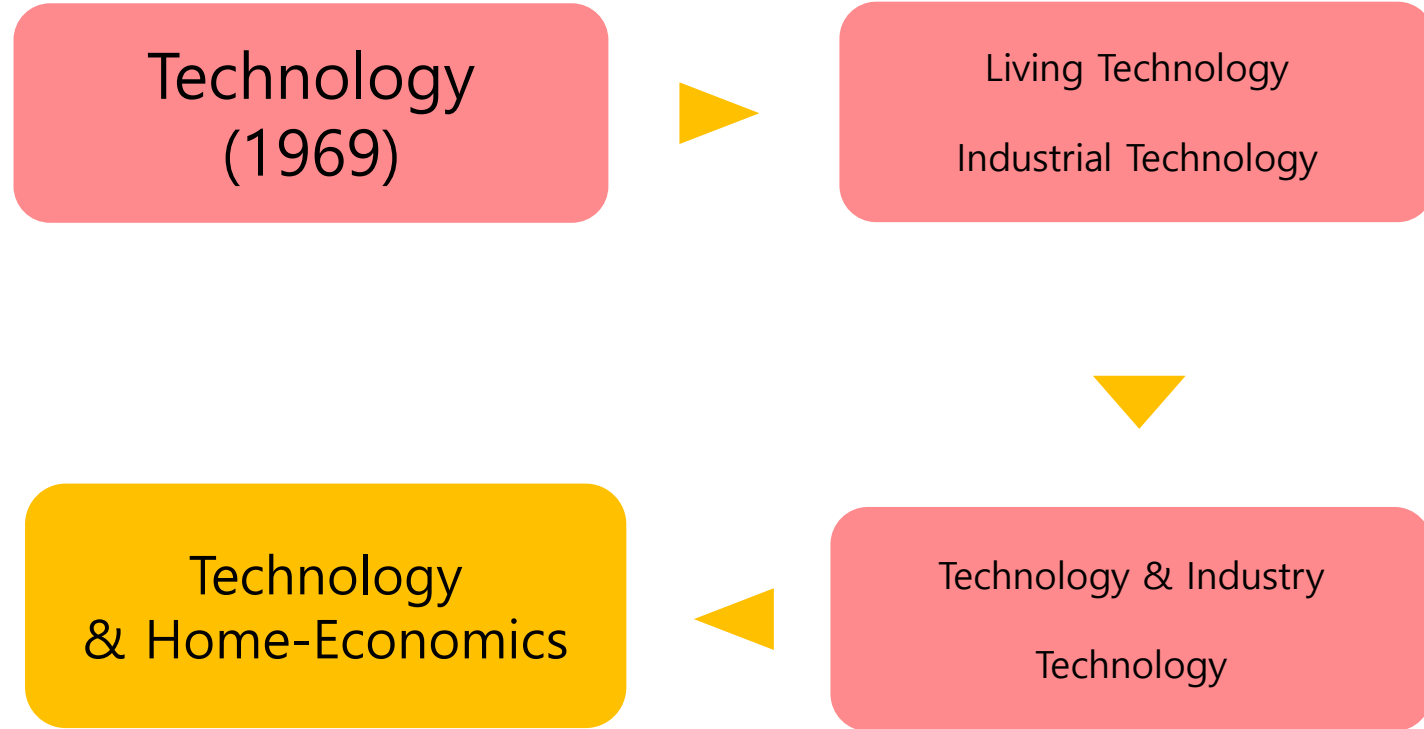 Technology
(1969)
Living Technology
Industrial Technology
Technology & Industry
Technology
Technology
& Home-Economics